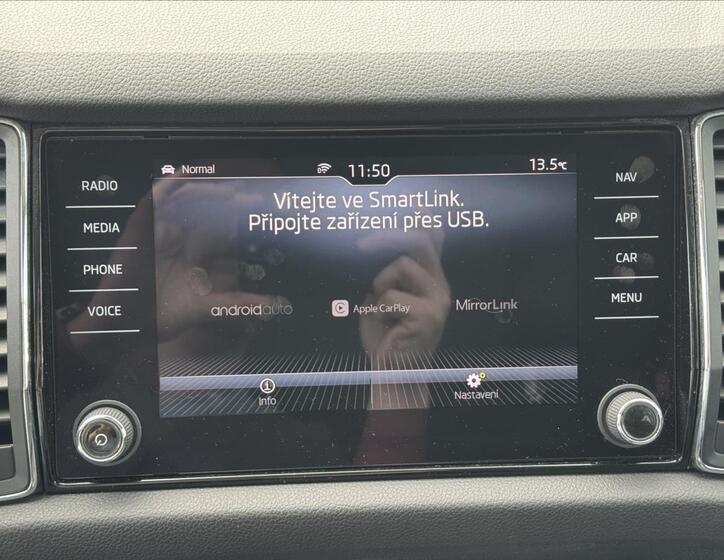 RADIO
MEDIA
PHONE
VOICE
Normal
11:50
13.5°C
Vítejte ve SmartLink.
Připojte zařízení přes USB.
androidauto
Apple CarPlay
MirrorLink
Info
Nastavení
NAV
APP
CAR
MENU